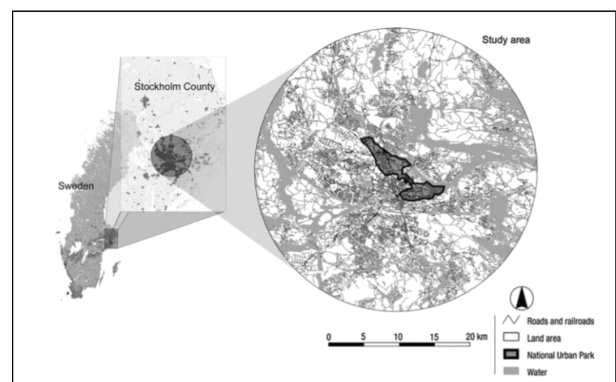 Study area
Stockholm County
Sweden
Roads and railroads
Land area
National Urban Park
Water
0 5 10 15 20 km